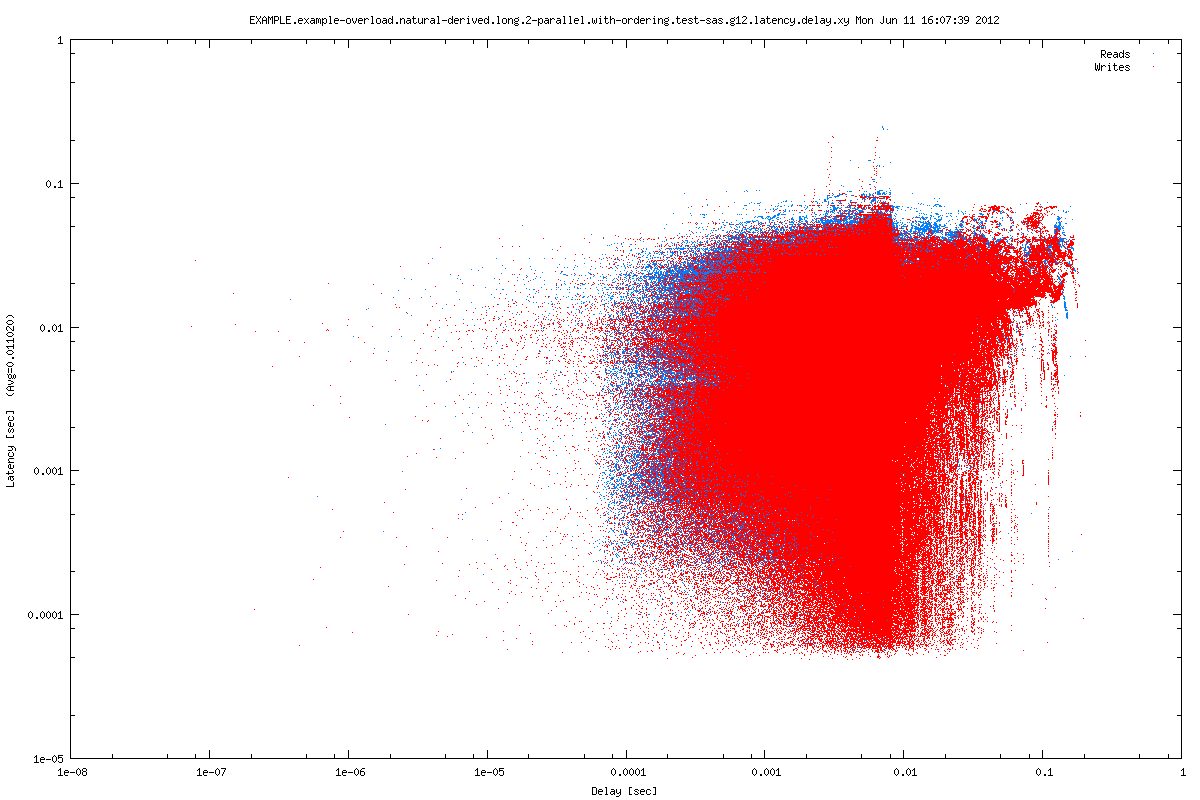 EXAMPLE.example-overload.natural-derived.long.2-parallel.with-ordering.test-sas.g12.latency.delay.xy Mon Jun 11 16:07:39 2012
Reads
Writes
1
0.1
0.01
0.001
0.0001
1e-05
Latency [sec] (Avg=0.011020)
1e-08 1e-07 1e-06 1e-05 0.0001 0.001 0.01 0.1 1
Delay [sec]